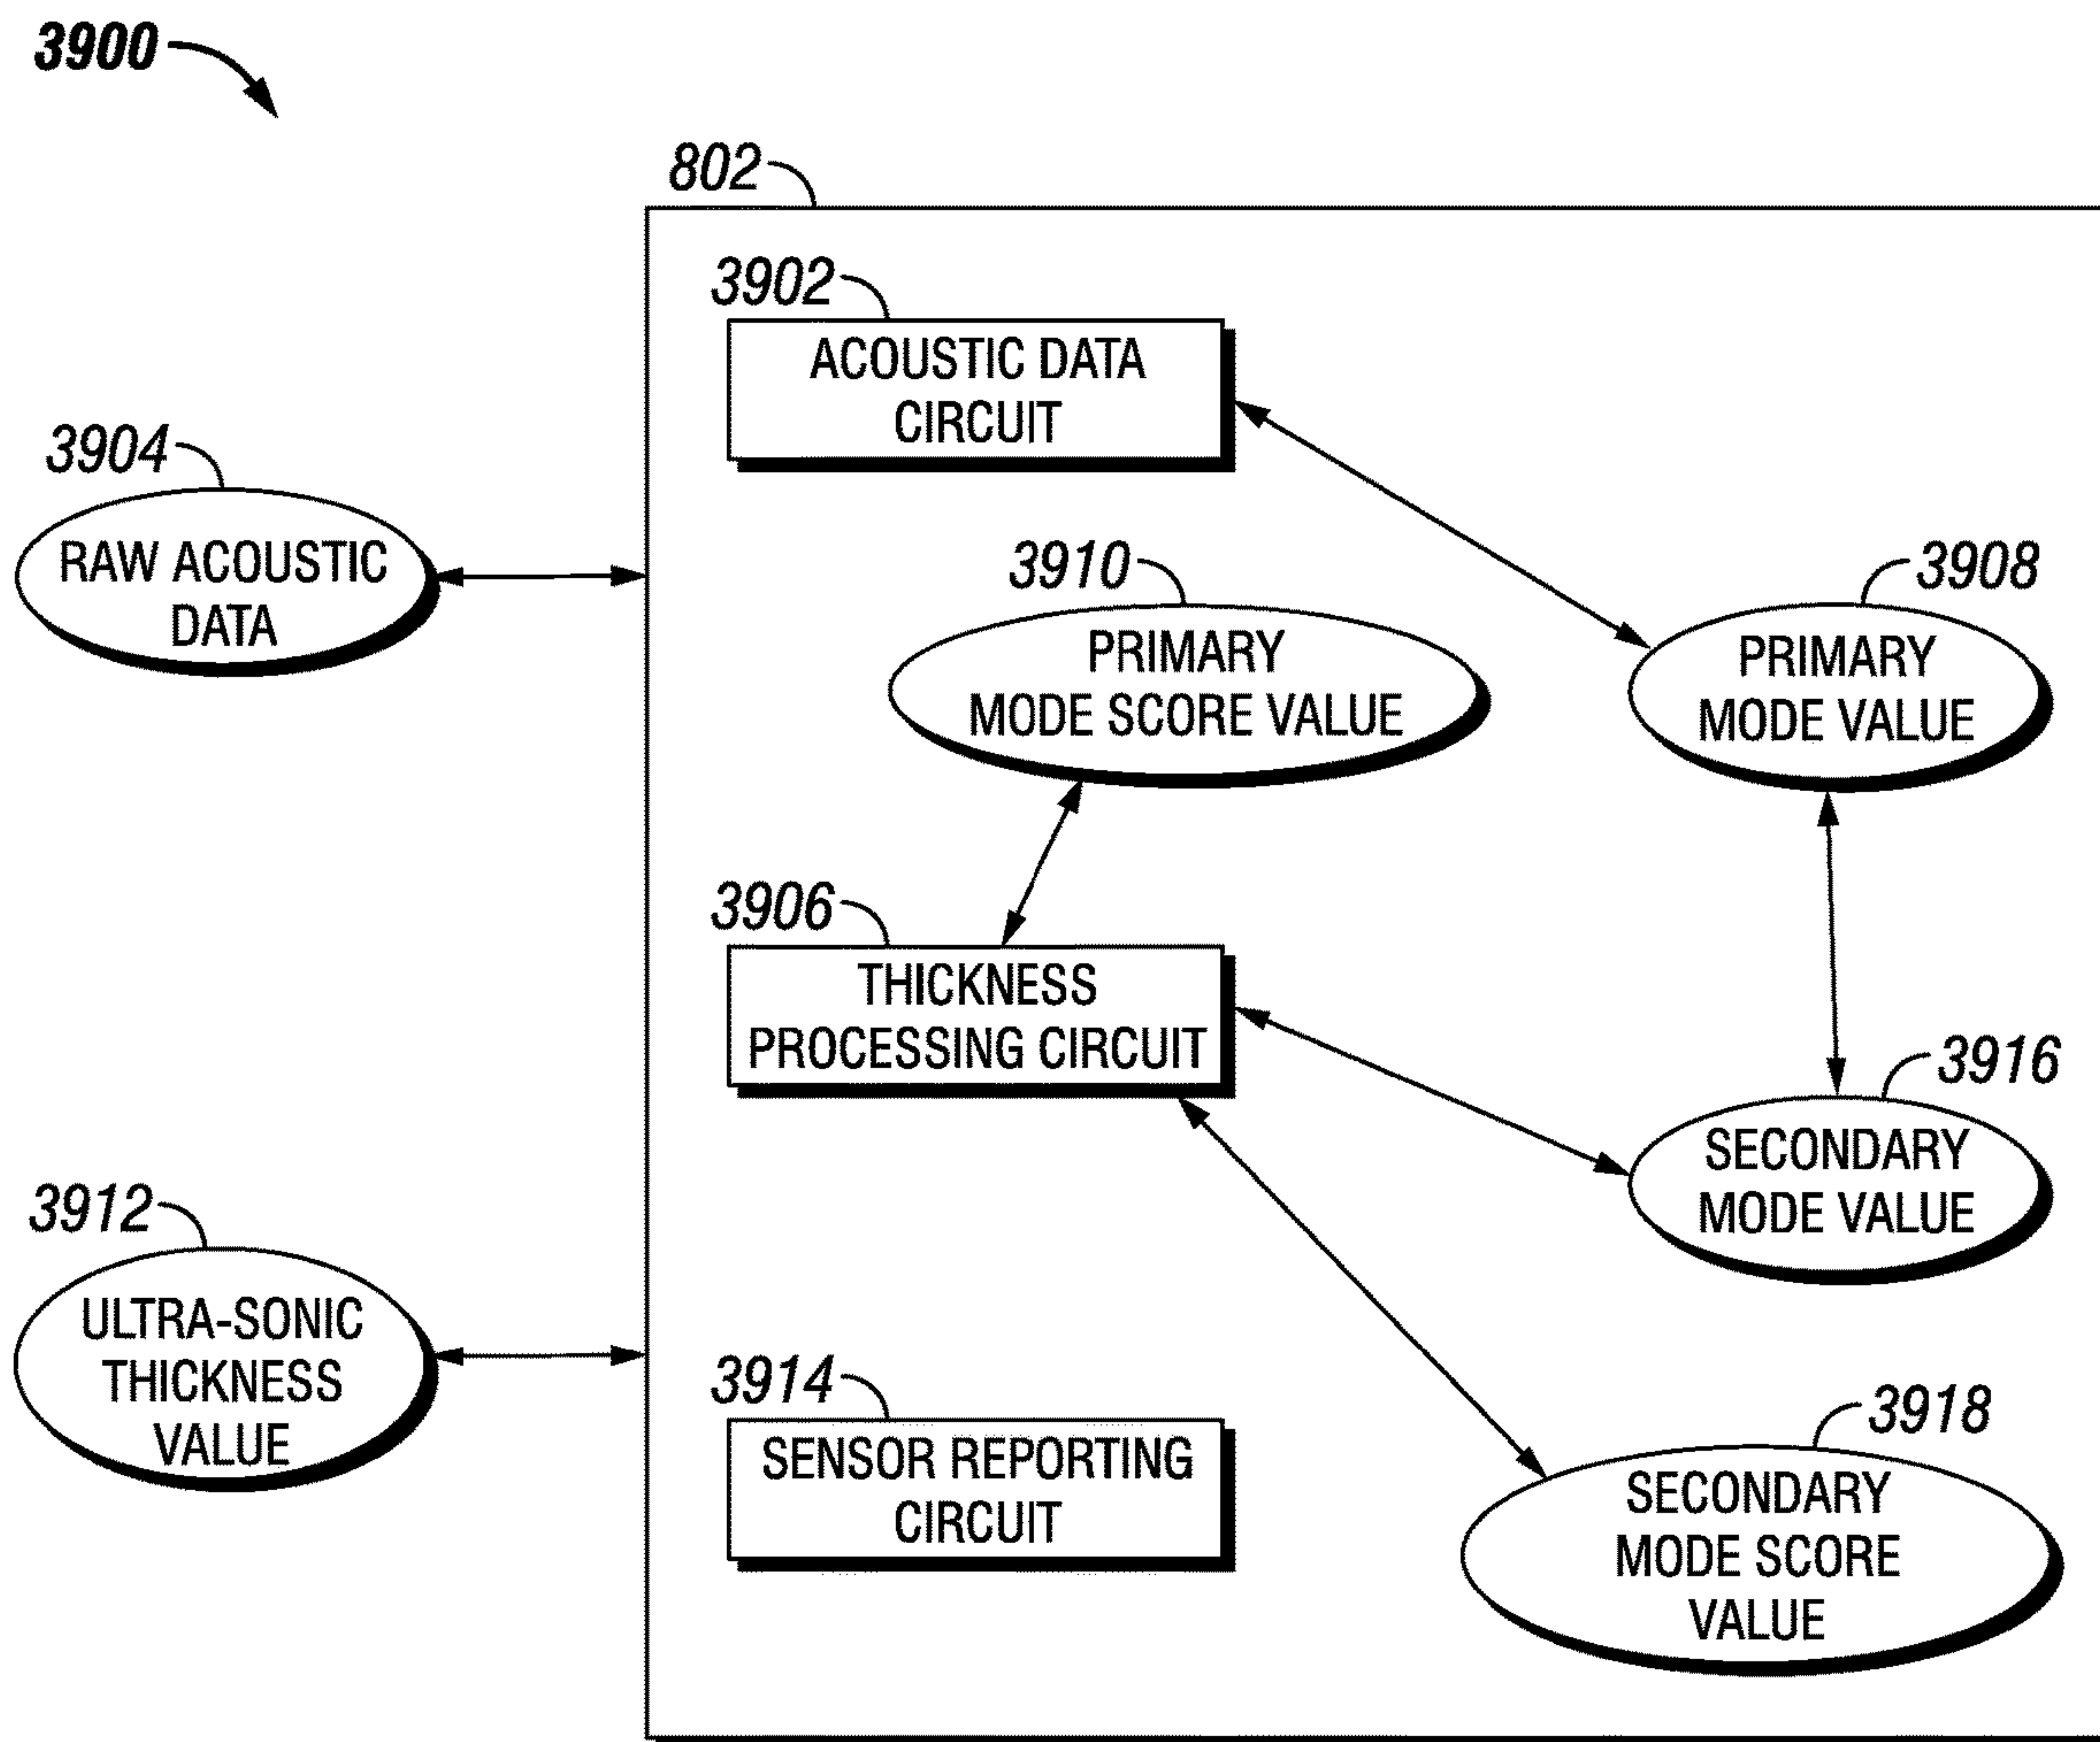 3900
802
3902
ACOUSTIC DATA
CIRCUIT
3904
RAW ACOUSTIC
DATA
3910
PRIMARY
MODE SCORE VALUE
3908
PRIMARY
MODE VALUE
3906
THICKNESS
PROCESSING CIRCUIT
3916
SECONDARY
MODE VALUE
3912
ULTRA-SONIC
THICKNESS
VALUE
3914
SENSOR REPORTING
CIRCUIT
3918
SECONDARY
MODE SCORE
VALUE